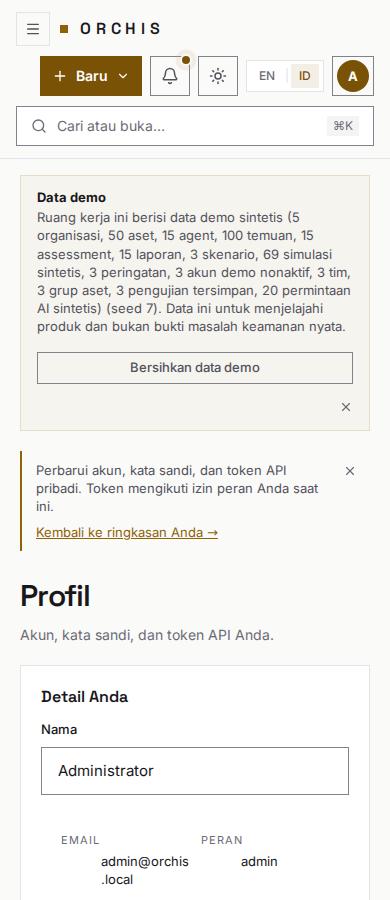 ORCHIS
Baru
EN
ID
A
Cari atau buka...
⌘K
Data demo
Ruang kerja ini berisi data demo sintetis (5
organisasi, 50 aset, 15 agent, 100 temuan, 15
assessment, 15 laporan, 3 skenario, 69 simulasi
sintetis, 3 peringatan, 3 akun demo nonaktif, 3 tim,
3 grup aset, 3 pengujian tersimpan, 20 permintaan
AI sintetis) (seed 7). Data ini untuk menjelajahi
produk dan bukan bukti masalah keamanan nyata.
Bersihkan data demo
Perbarui akun, kata sandi, dan token API
pribadi. Token mengikuti izin peran Anda saat
ini.
Kembali ke ringkasan Anda →
Profil
Akun, kata sandi, dan token API Anda.
Detail Anda
Nama
Administrator
EMAIL
PERAN
admin@orchis
.local
admin